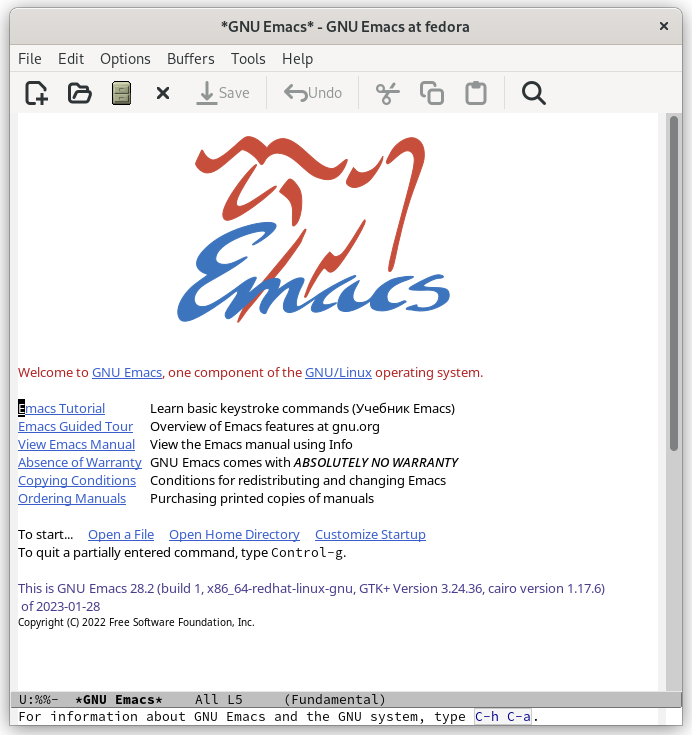 *GNU Emacs* - GNU Emacs at fedora
File Edit Options Buffers Tools Help
Save Undo
Emacs
Welcome to GNU Emacs, one component of the GNU/Linux operating system.
Emacs Tutorial Learn basic keystroke commands (Учебник Emacs)
Emacs Guided Tour Overview of Emacs features at gnu.org
View Emacs Manual View the Emacs manual using Info
Absence of Warranty GNU Emacs comes with ABSOLUTELY NO WARRANTY
Copying Conditions Conditions for redistributing and changing Emacs
Ordering Manuals Purchasing printed copies of manuals
To start... Open a File Open Home Directory Customize Startup
To quit a partially entered command, type Control-g.
This is GNU Emacs 28.2 (build 1, x86_64-redhat-linux-gnu, GTK+ Version 3.24.36, cairo version 1.17.6)
of 2023-01-28
Copyright (C) 2022 Free Software Foundation, Inc.
U:%%- *GNU Emacs* All L5 (Fundamental)
For information about GNU Emacs and the GNU system, type C-h C-a.